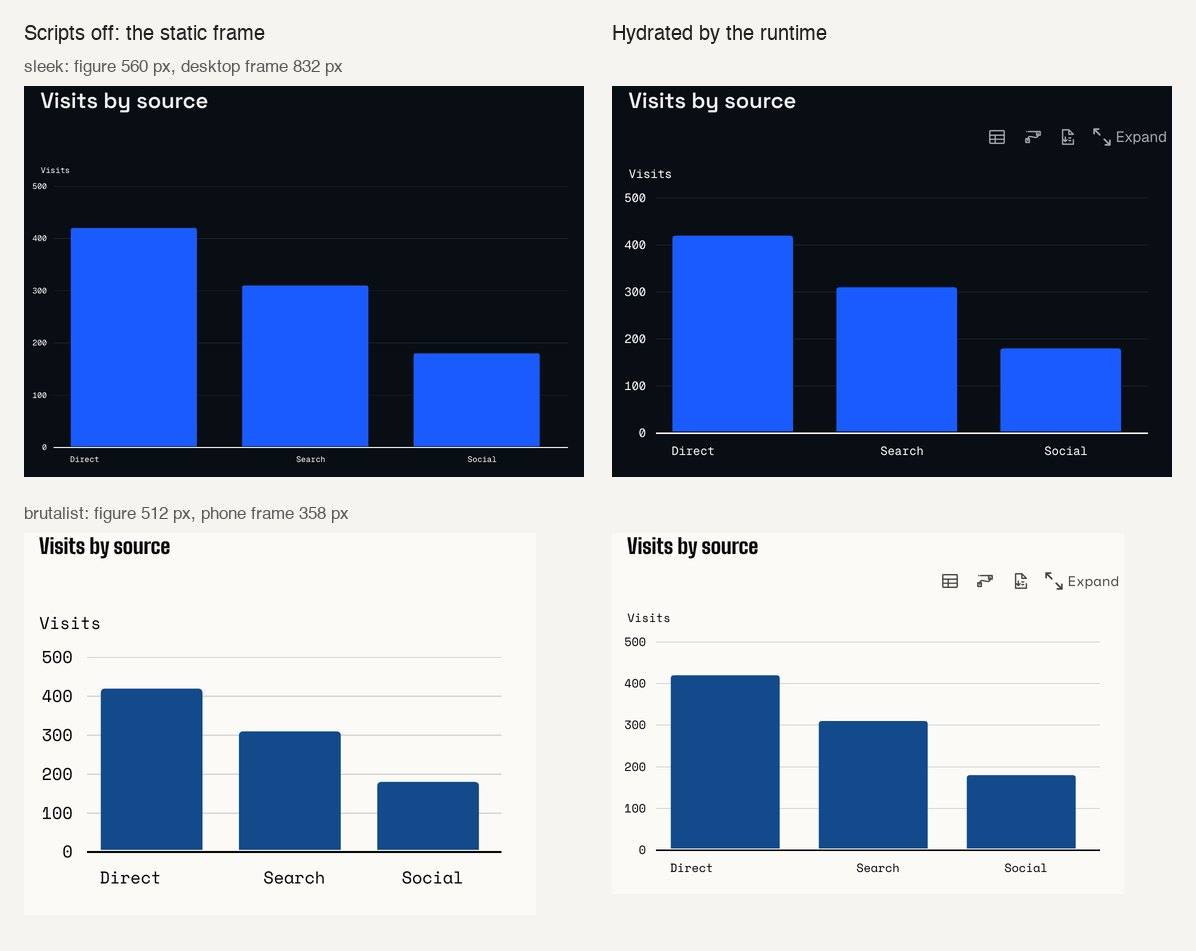 Scripts off: the static frame
Hydrated by the runtime
sleek: figure 560 px, desktop frame 832 px
Visits by source
Visits
500
400
300
200
100
0
Direct Search Social
Visits by source
Expand
Visits
500
400
300
200
100
0
Direct Search Social
brutalist: figure 512 px, phone frame 358 px
Visits by source
Visits
500
400
300
200
100
0
Direct Search Social
Visits by source
Expand
Visits
500
400
300
200
100
0
Direct Search Social